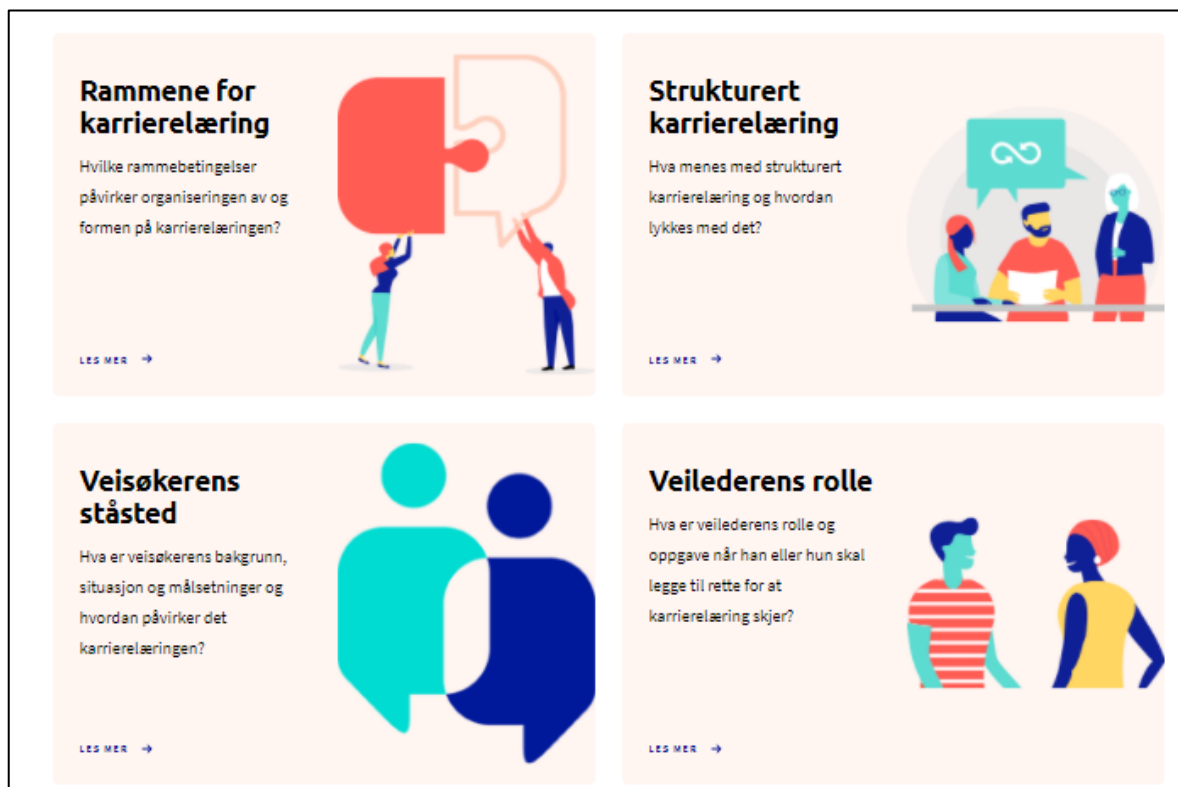 Rammene for
karrierelæring
Hvilke rammebetingelser
påvirker organiseringen av og
formen på karrierelæringen?
LES MER →
Strukturert
karrierelæring
Hva menes med strukturert
karrierelæring og hvordan
lykkes med det?
LES MER →
Veisøkerens
ståsted
Hva er veisøkerens bakgrunn,
situasjon og målsetninger og
hvordan påvirker det
karrierelæringen?
LES MER →
Veilederens rolle
Hva er veilederens rolle og
oppgave når han eller hun skal
legge til rette for at
karrierelæring skjer?
LES MER →